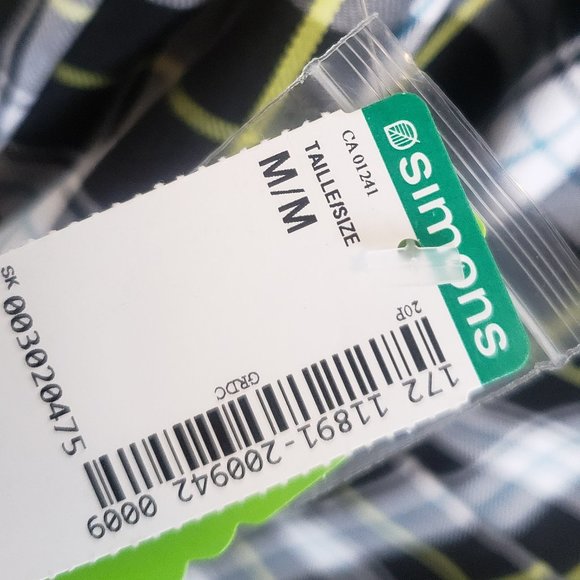 simons
CA 01241
TAILLE/SIZE
M/M
20P
GRDC
172 11891-200942 0009
SK 003020475